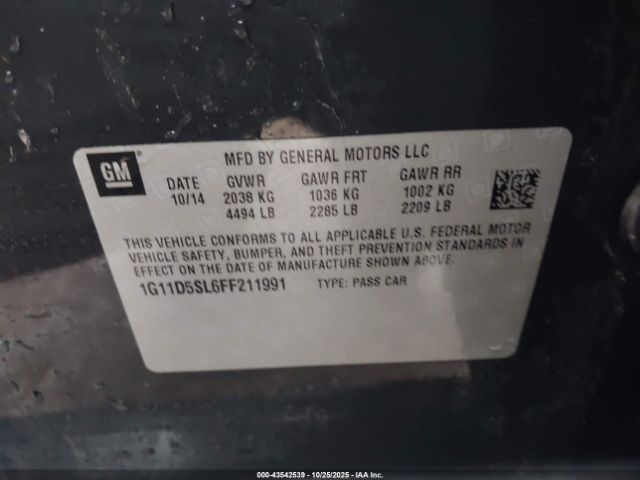 GM
MFD BY GENERAL MOTORS LLC
DATE GVWR GAWR FRT GAWR RR
10/14 2038 KG 1036 KG 1002 KG
4494 LB 2285 LB 2209 LB
THIS VEHICLE CONFORMS TO ALL APPLICABLE U.S. FEDERAL MOTOR
VEHICLE SAFETY, BUMPER, AND THEFT PREVENTION STANDARDS IN
EFFECT ON THE DATE OF MANUFACTURE SHOWN ABOVE.
1G11D5SL6FF211991 TYPE: PASS CAR
000-43542539 - 10/25/2025 - IAA Inc.